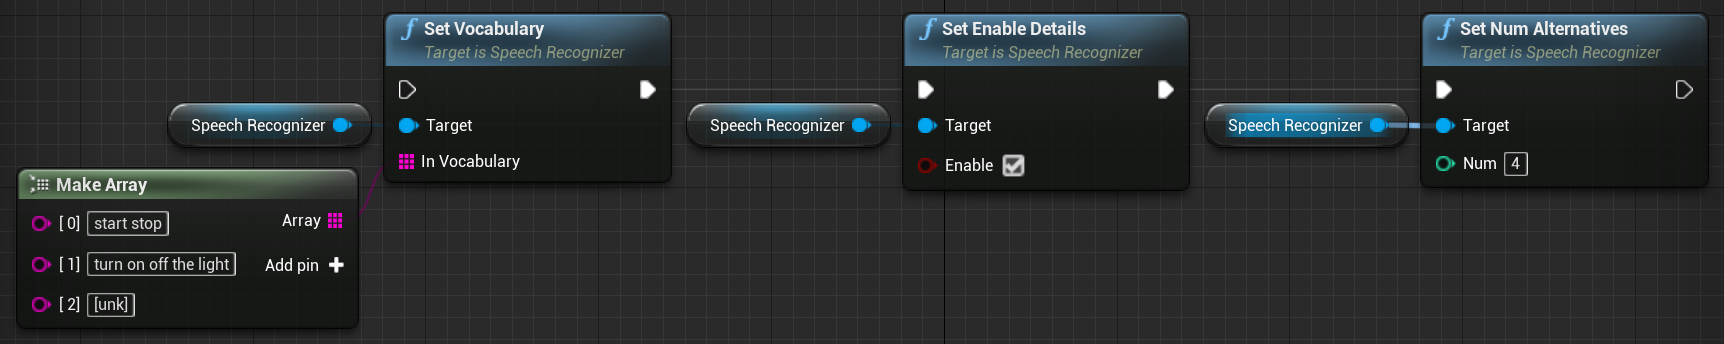 Set Vocabulary
Target is Speech Recognizer
Speech Recognizer
Target
In Vocabulary
Make Array
[ 0] start stop
Array
[ 1] turn on off the light
Add pin
[ 2] [unk]
Set Enable Details
Target is Speech Recognizer
Speech Recognizer
Target
Enable
Set Num Alternatives
Target is Speech Recognizer
Speech Recognizer
Target
Num 4